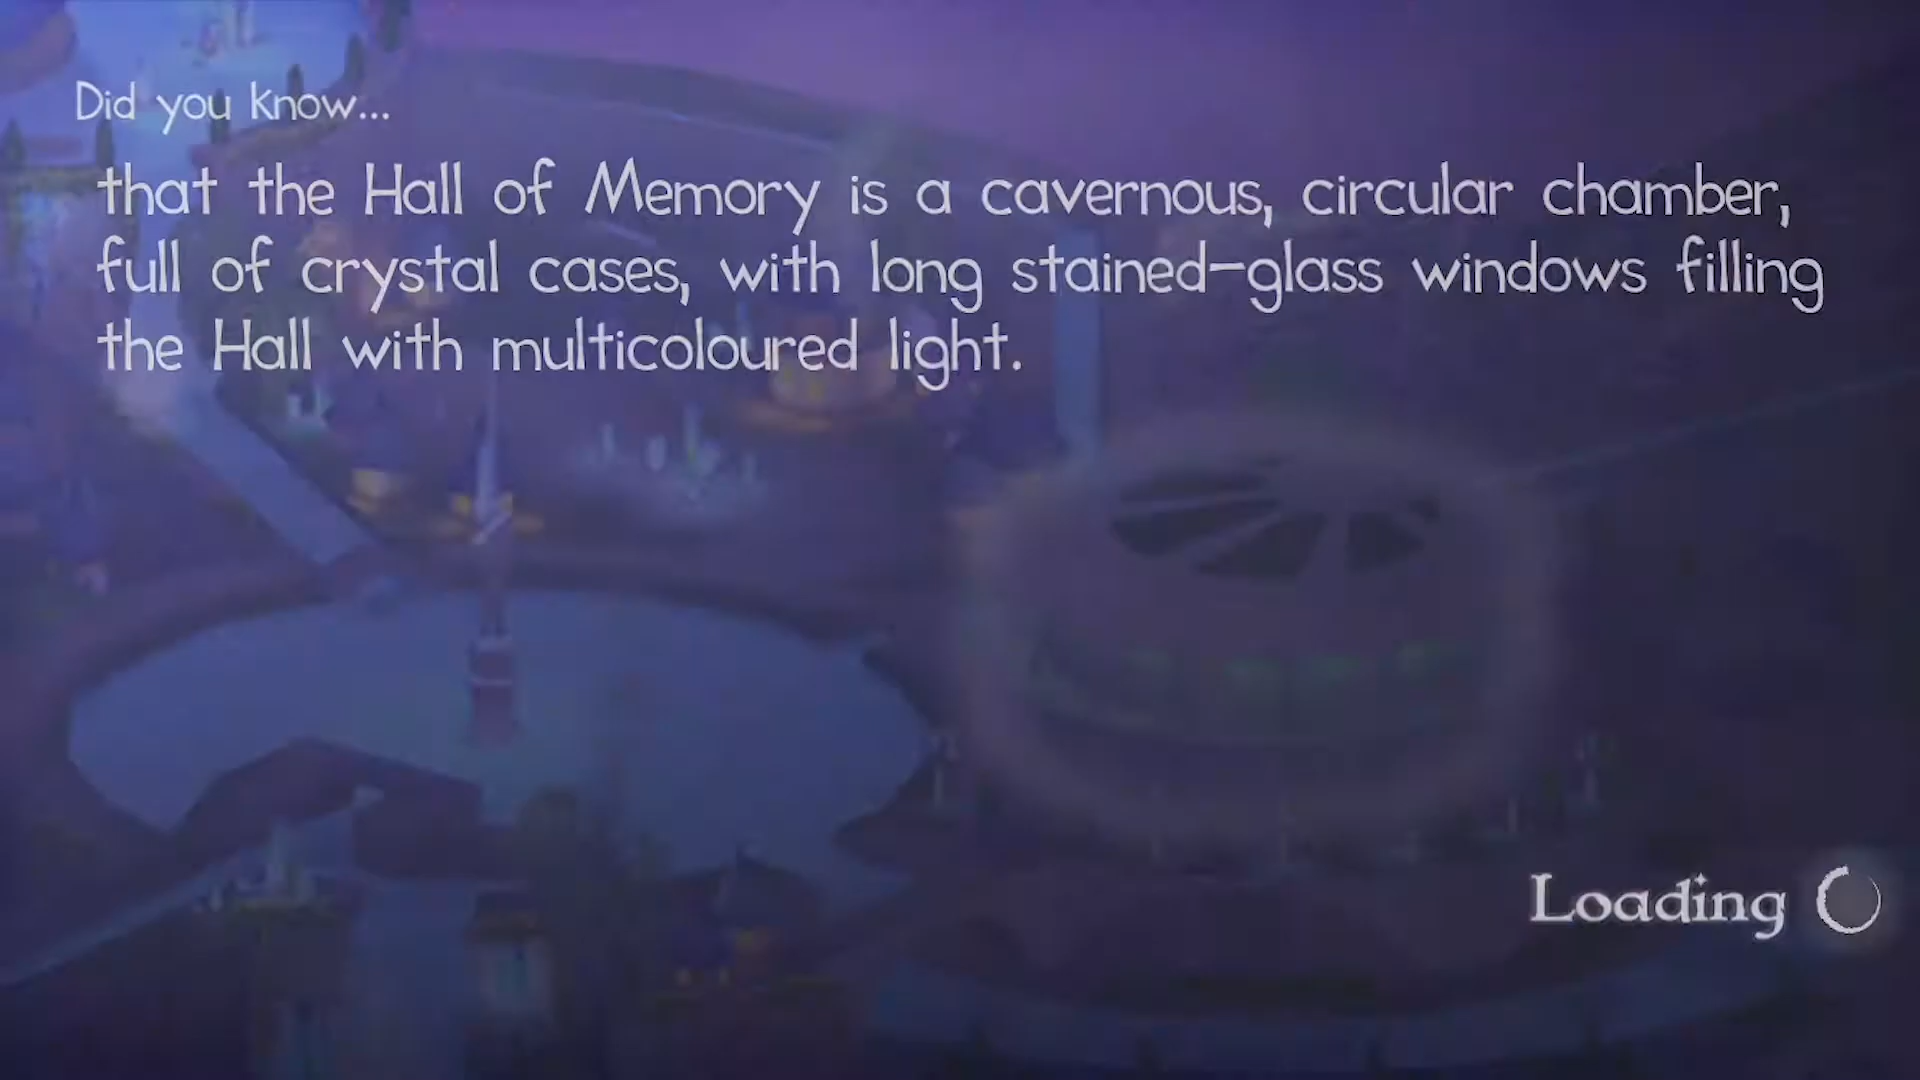 Did you know...
that the Hall of Memory is a cavernous, circular chamber,
full of crystal cases, with long stained-glass windows filling
the Hall with multicoloured light.
Loading